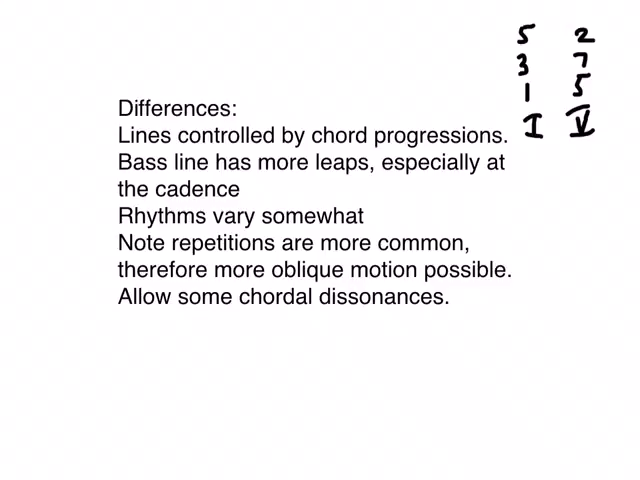 5 2
3 7
1 5
I V
Differences:
Lines controlled by chord progressions.
Bass line has more leaps, especially at
the cadence
Rhythms vary somewhat
Note repetitions are more common,
therefore more oblique motion possible.
Allow some chordal dissonances.